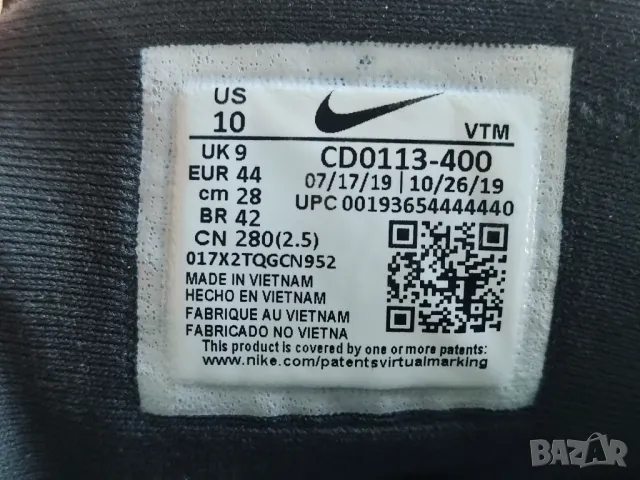 US
10
VTM
UK 9
CD0113-400
EUR 44
07/17/19 | 10/26/19
cm 28
UPC 00193654444440
BR 42
CN 280(2.5)
017X2TQGCN952
MADE IN VIETNAM
HECHO EN VIETNAM
FABRIQUE AU VIETNAM
FABRICADO NO VIETNA
This product is covered by one or more patents:
www.nike.com/patentsvirtualmarking
BAZAR